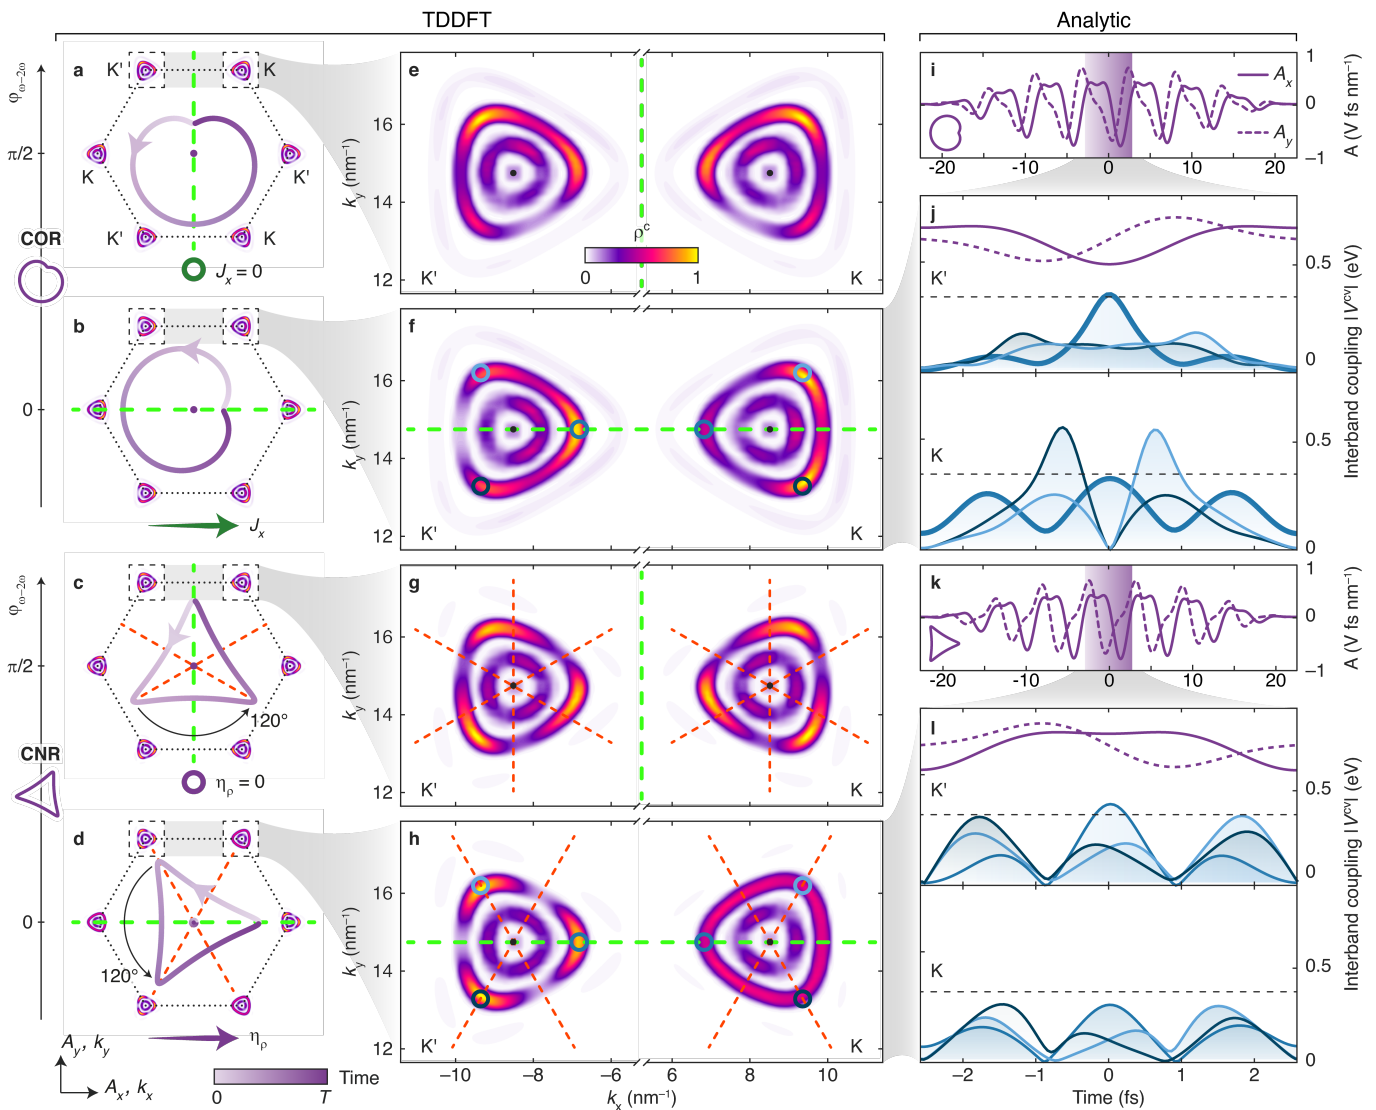 TDDFT
Analytic
φω−2ω
a
K'
K
π/2
K
K'
K'
K
COR
Jx = 0
b
0
Jx
φω−2ω
c
π/2
120°
CNR
ηρ = 0
d
0
120°
ηρ
Ay, ky
Ax, kx
Time
0
T
e
16
14
12
ky (nm−1)
ρc
0
1
K'
K
f
16
14
12
ky (nm−1)
K'
K
g
16
14
12
ky (nm−1)
K'
K
h
16
14
12
ky (nm−1)
K'
K
−10
−8
−6
6
8
10
kx (nm−1)
i
Ax
Ay
1
0
−1
A (V fs nm−1)
-20
-10
0
10
20
j
K'
0.5
0
K
0.5
0
Interband coupling |Vcv| (eV)
k
1
0
−1
A (V fs nm−1)
-20
-10
0
10
20
l
K'
0.5
0
K
0.5
0
Interband coupling |Vcv| (eV)
−2
−1
0
1
2
Time (fs)